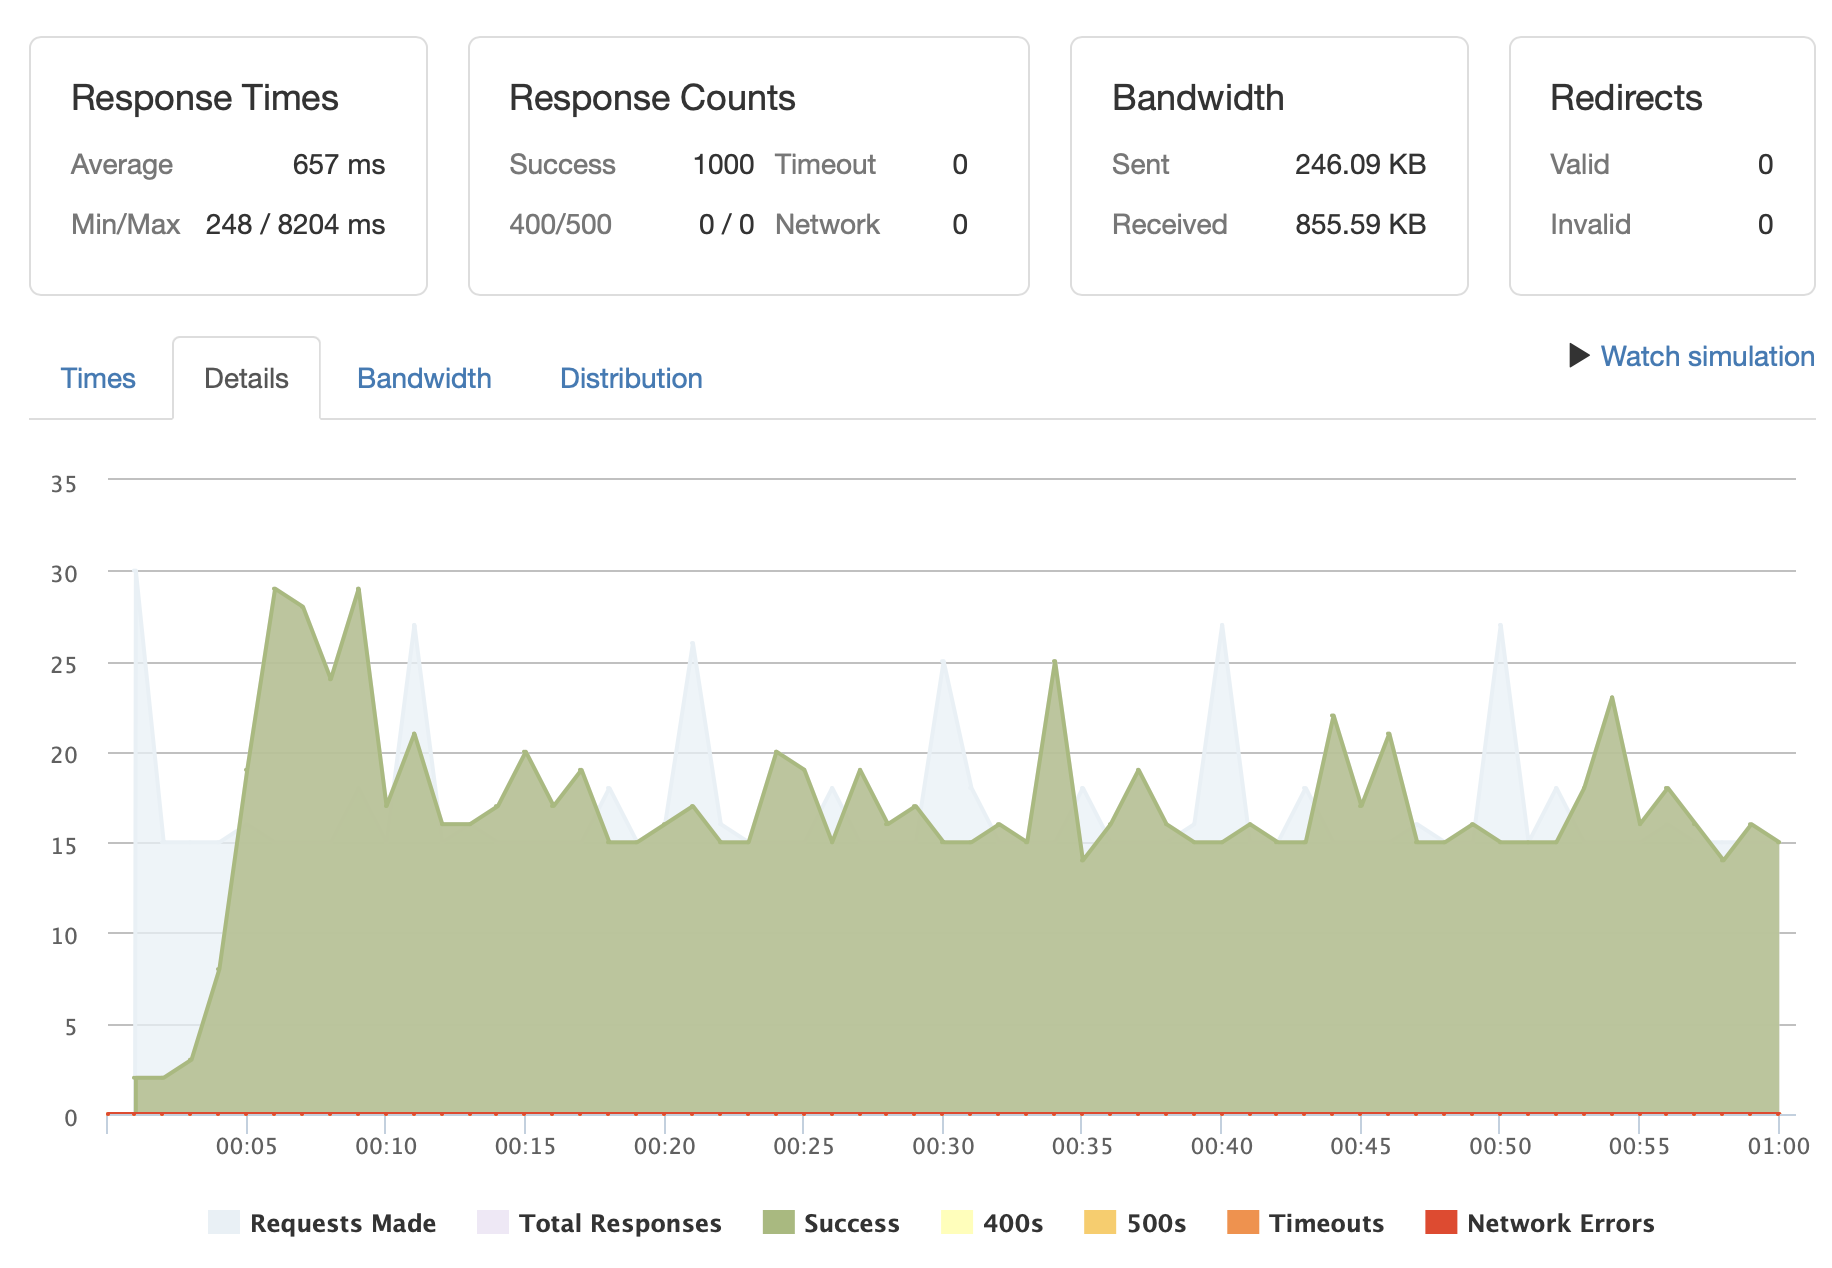 Response Times
Average 657 ms
Min/Max 248 / 8204 ms
Response Counts
Success 1000 Timeout 0
400/500 0 / 0 Network 0
Bandwidth
Sent 246.09 KB
Received 855.59 KB
Redirects
Valid 0
Invalid 0
Times Details Bandwidth Distribution
Watch simulation
35
30
25
20
15
10
5
0
00:05 00:10 00:15 00:20 00:25 00:30 00:35 00:40 00:45 00:50 00:55 01:00
Requests Made Total Responses Success 400s 500s Timeouts Network Errors